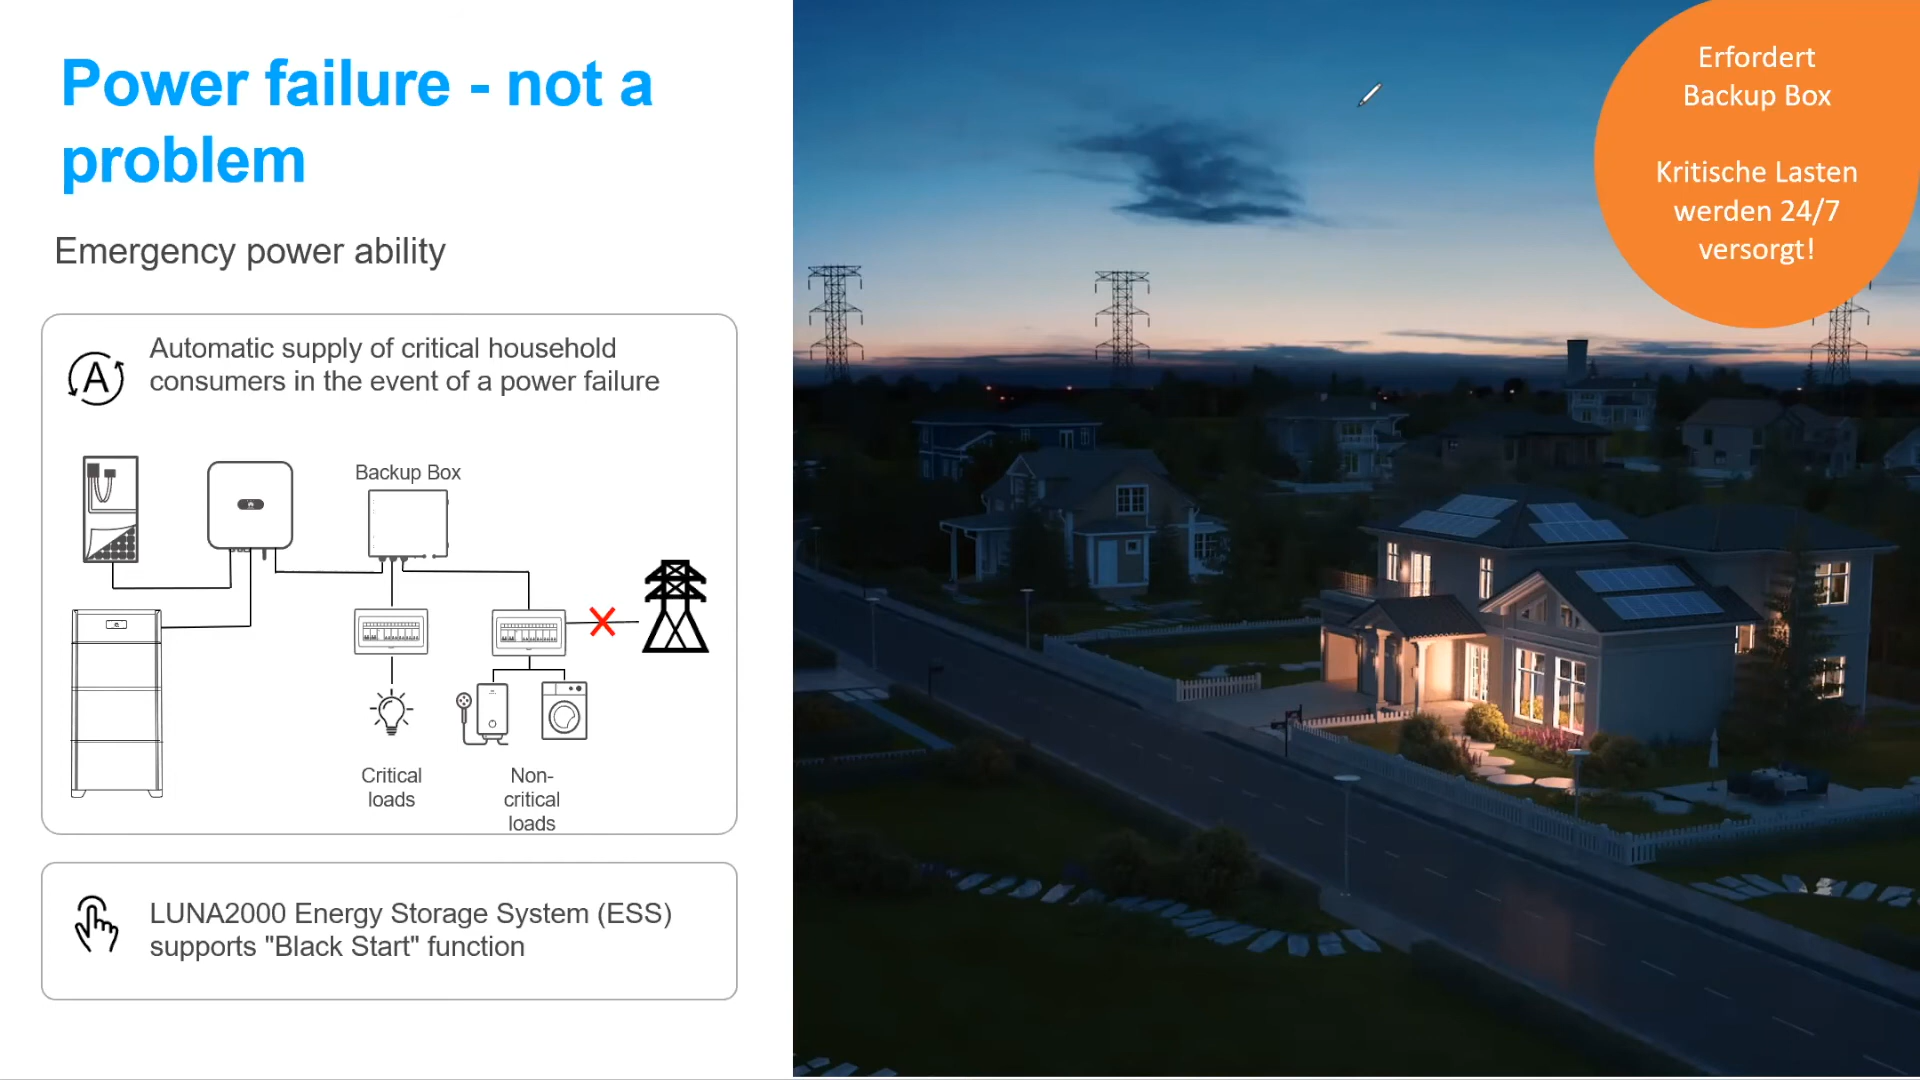 Power failure - not a
problem
Emergency power ability
Automatic supply of critical household
consumers in the event of a power failure
A
Backup Box
Critical
loads
Non-
critical
loads
LUNA2000 Energy Storage System (ESS)
supports "Black Start" function
Erfordert
Backup Box
Kritische Lasten
werden 24/7
versorgt!